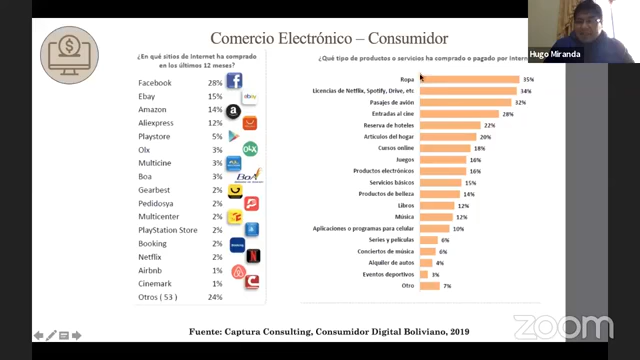 Comercio Electrónico – Consumidor
Hugo Miranda
¿En qué sitios de Internet ha comprado
en los últimos 12 meses?
Facebook 28%
Ebay 15%
Amazon 14%
Aliexpress 12%
Playstore 5%
Olx 3%
Multicine 3%
Boa 3%
Gearbest 2%
Pedidosya 2%
Multicenter 2%
PlayStation Store 2%
Booking 2%
Netflix 2%
Airbnb 1%
Cinemark 1%
Otros ( 53 ) 24%
ebay
OLX
BoA
¿Qué tipo de productos o servicios ha comprado o pagado por Intern
Ropa 35%
Licencias de Netflix, Spotify, Drive, etc 34%
Pasajes de avión 32%
Entradas al cine 28%
Reserva de hoteles 22%
Artículos del hogar 20%
Cursos online 18%
Juegos 16%
Productos electrónicos 16%
Servicios básicos 15%
Productos de belleza 14%
Libros 12%
Música 12%
Aplicaciones o programas para celular 10%
Series y películas 6%
Conciertos de música 6%
Alquiler de autos 4%
Eventos deportivos 3%
Otro 7%
Fuente: Captura Consulting, Consumidor Digital Boliviano, 2019
zoom